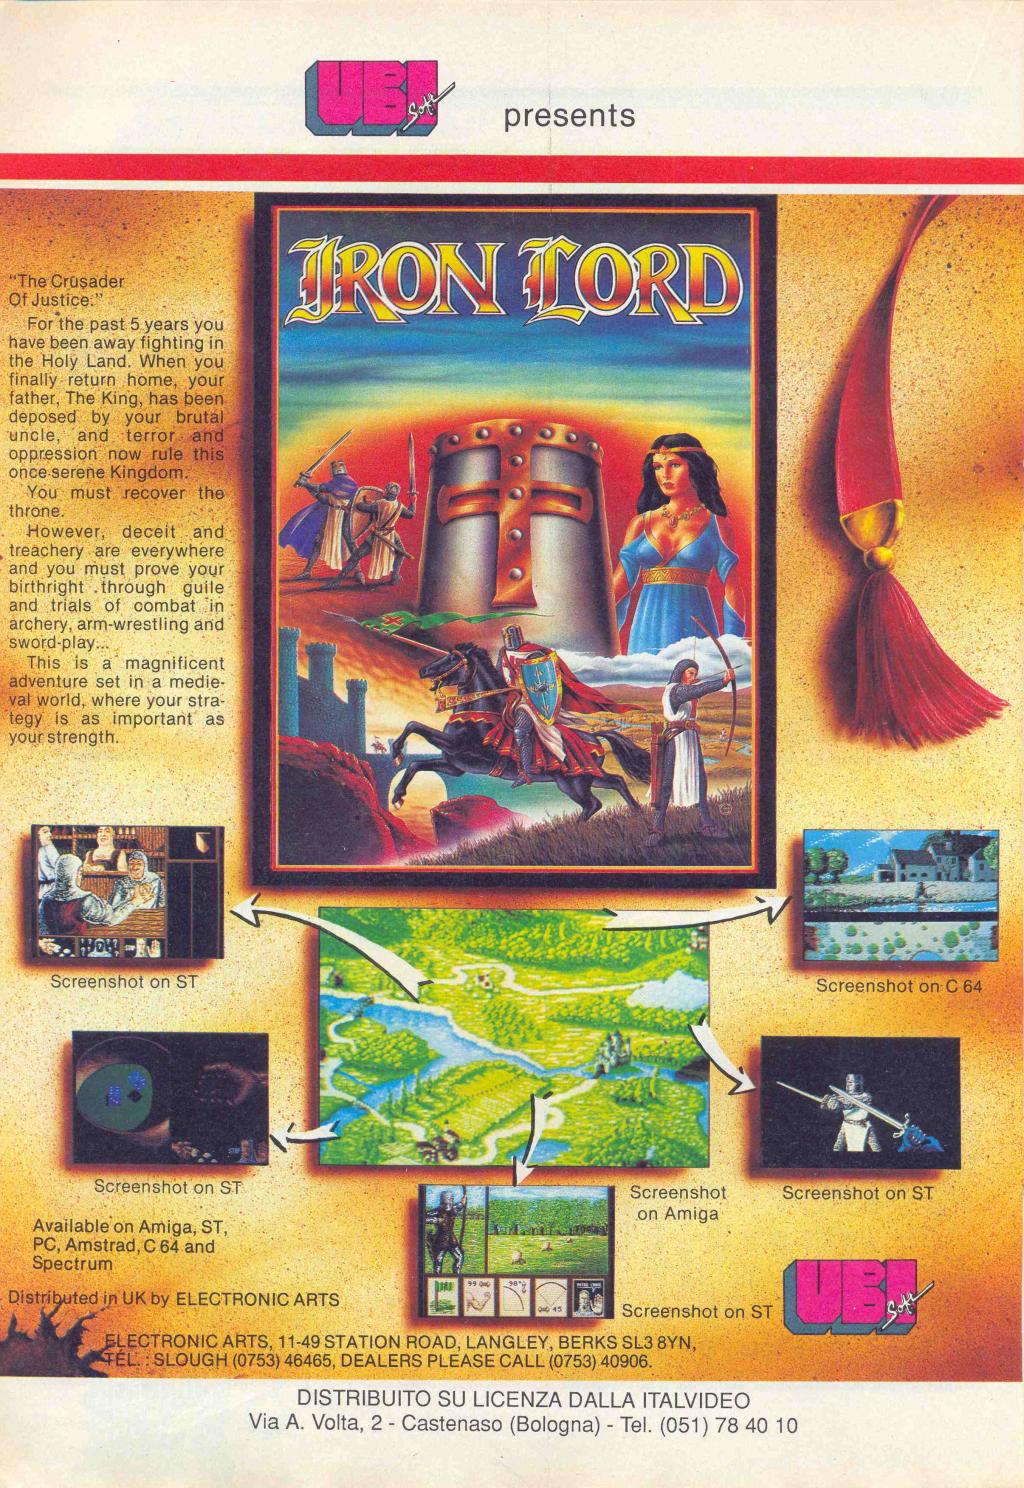 UBI Soft
presents
IRON LORD
"The Crusader
Of Justice."
For the past 5 years you
have been away fighting in
the Holy Land. When you
finally return home, your
father, The King, has been
deposed by your brutal
uncle, and terror and
oppression now rule this
once serene Kingdom.
You must recover the
throne.
However, deceit and
treachery are everywhere
and you must prove your
birthright through guile
and trials of combat in
archery, arm-wrestling and
sword-play...
This is a magnificent
adventure set in a medie-
val world, where your stra-
tegy is as important as
your strength.
Screenshot on ST
Screenshot on C 64
STOP
Screenshot on ST
Screenshot
on Amiga
Screenshot on ST
99
98°
45
Screenshot on ST
Available on Amiga, ST,
PC, Amstrad, C 64 and
Spectrum
Distributed in UK by ELECTRONIC ARTS
UBI Soft
ELECTRONIC ARTS, 11-49 STATION ROAD, LANGLEY, BERKS SL3 8YN,
TEL. : SLOUGH (0753) 46465, DEALERS PLEASE CALL (0753) 40906.
DISTRIBUITO SU LICENZA DALLA ITALVIDEO
Via A. Volta, 2 - Castenaso (Bologna) - Tel. (051) 78 40 10